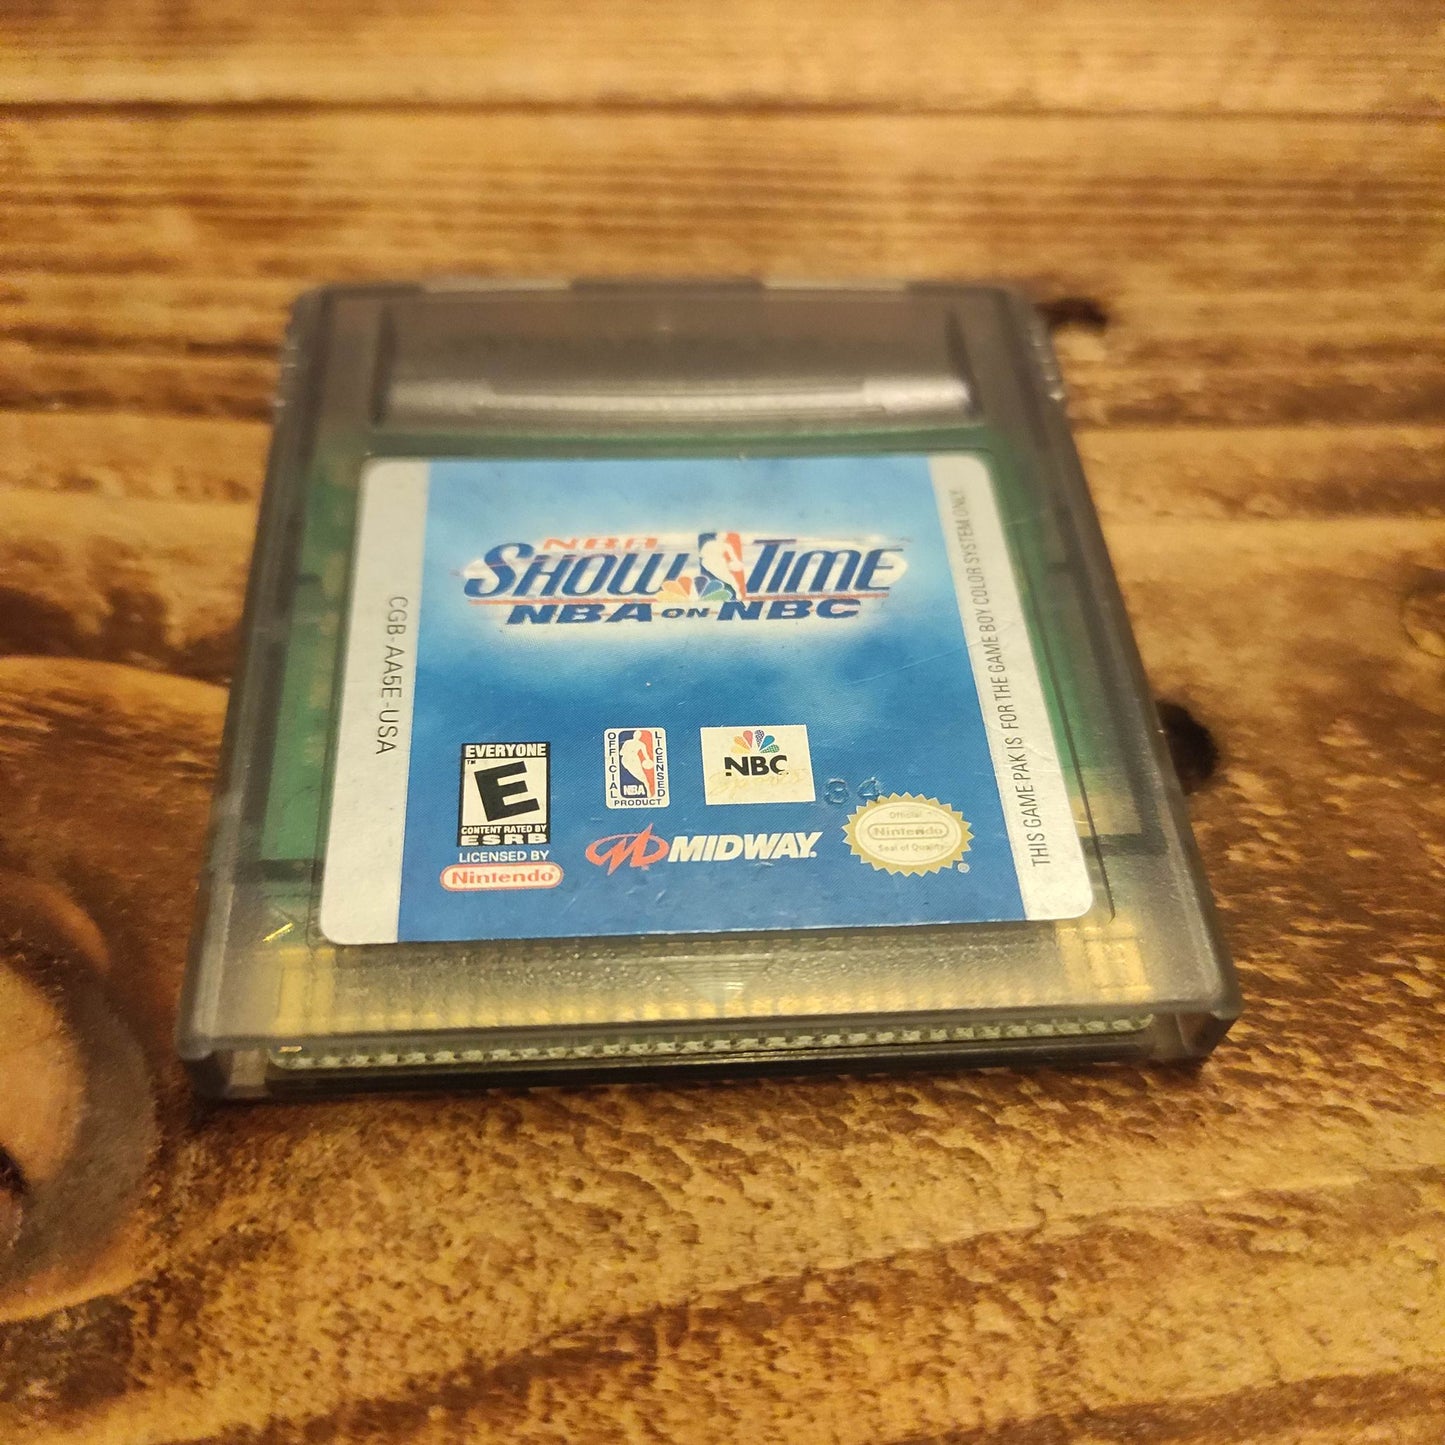 NBA
SHOWTIME
NBA ON NBC
CGB-AA5E-USA
THIS GAME PAK IS FOR THE GAME BOY COLOR SYSTEM ONLY.
EVERYONE
E
™
CONTENT RATED BY
ESRB
LICENSED BY
Nintendo®
OFFICIAL
LICENSED
NBA
PRODUCT
NBC
MIDWAY
84
Official
Nintendo
Seal of Quality
®